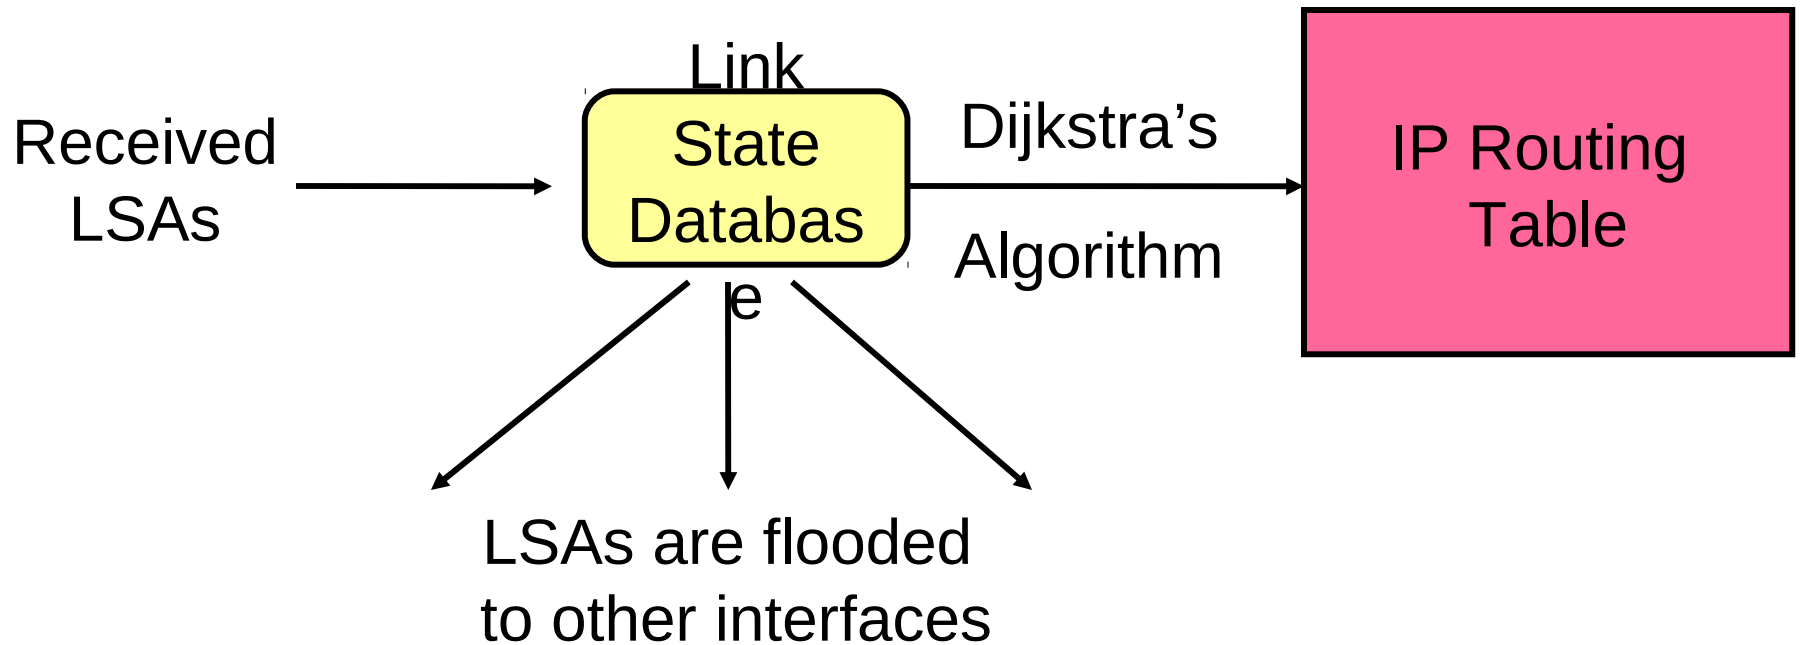 Received
LSAs
Link
State
Databas
e
Dijkstra’s
Algorithm
IP Routing
Table
LSAs are flooded
to other interfaces